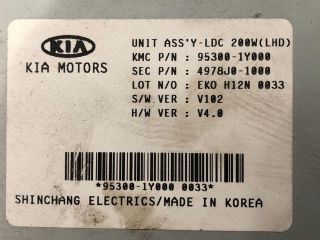 KIA
KIA MOTORS
UNIT ASS'Y-LDC 200W(LHD)
KMC P/N : 95300-1Y000
SEC P/N : 4978J0-1000
LOT N/O : EKO H12N 0033
S/W VER : V102
H/W VER : V4.0
*95300-1Y000 0033*
SHINCHANG ELECTRICS/MADE IN KOREA